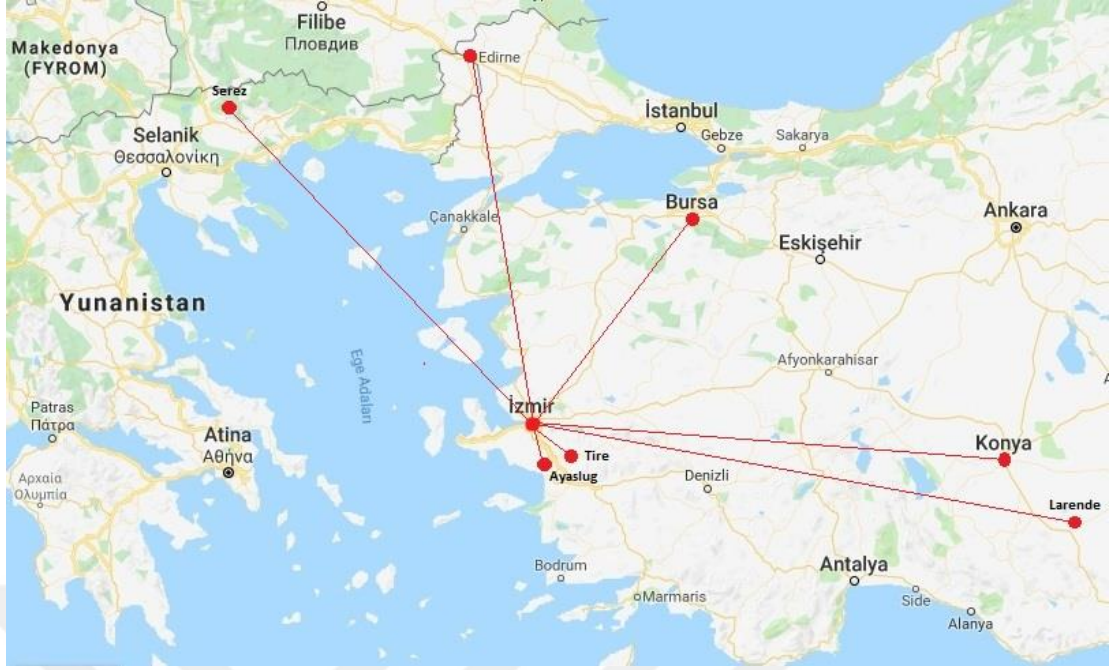 Filibe
Пловдив
Makedonya
(FYROM)
Edirne
Serez
İstanbul
Gebze
Sakarya
Selanik
Θεσσαλονίκη
Bursa
Çanakkale
Ankara
Eskişehir
Yunanistan
Ege Adaları
Afyonkarahisar
İzmir
Patras
Πάτρα
Atina
Αθήνα
Konya
Tire
Ayaslug
Denizli
Αρχαία
Ολυμπία
Larende
Bodrum
Antalya
Marmaris
Side
Alanya